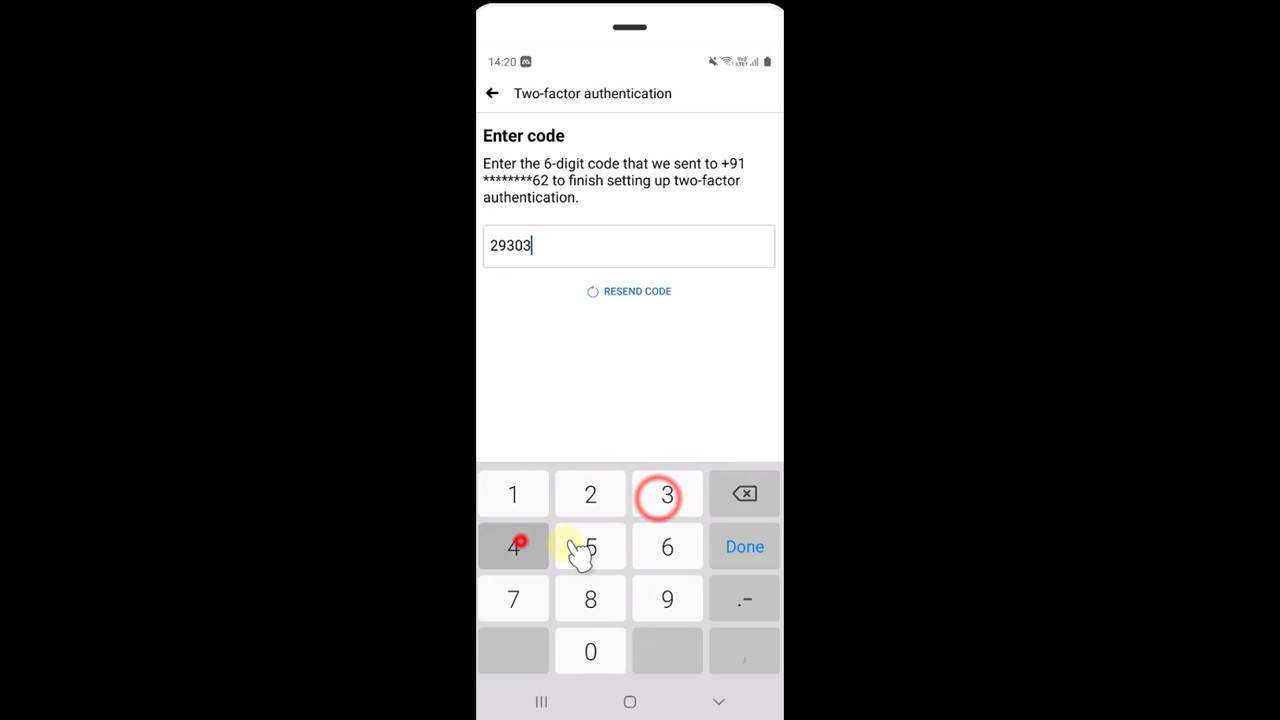 14:20
Two-factor authentication
Enter code
Enter the 6-digit code that we sent to +91
********62 to finish setting up two-factor
authentication.
29303
RESEND CODE
1 2 3
4 5 6 Done
7 8 9 .-
0 ,